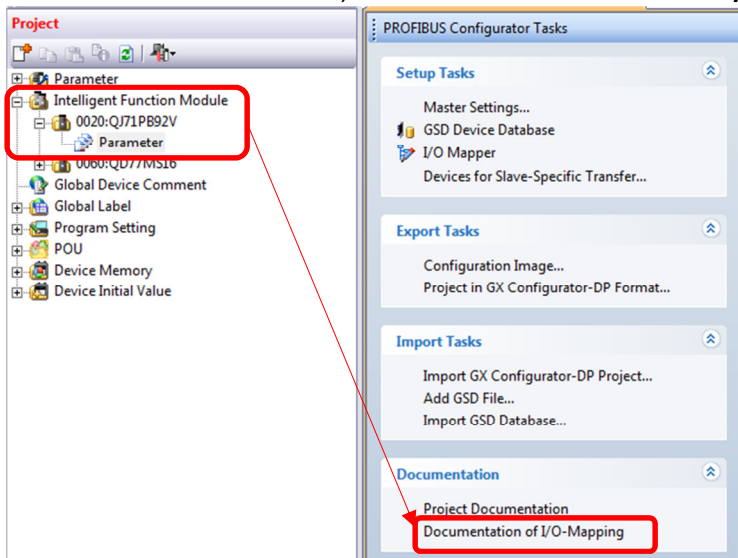 Project
Parameter
Intelligent Function Module
0020:QJ71PB92V
Parameter
0060:QD77MS16
Global Device Comment
Global Label
Program Setting
POU
Device Memory
Device Initial Value
PROFIBUS Configurator Tasks
Setup Tasks
Master Settings...
GSD Device Database
I/O Mapper
Devices for Slave-Specific Transfer...
Export Tasks
Configuration Image...
Project in GX Configurator-DP Format...
Import Tasks
Import GX Configurator-DP Project...
Add GSD File...
Import GSD Database...
Documentation
Project Documentation
Documentation of I/O-Mapping